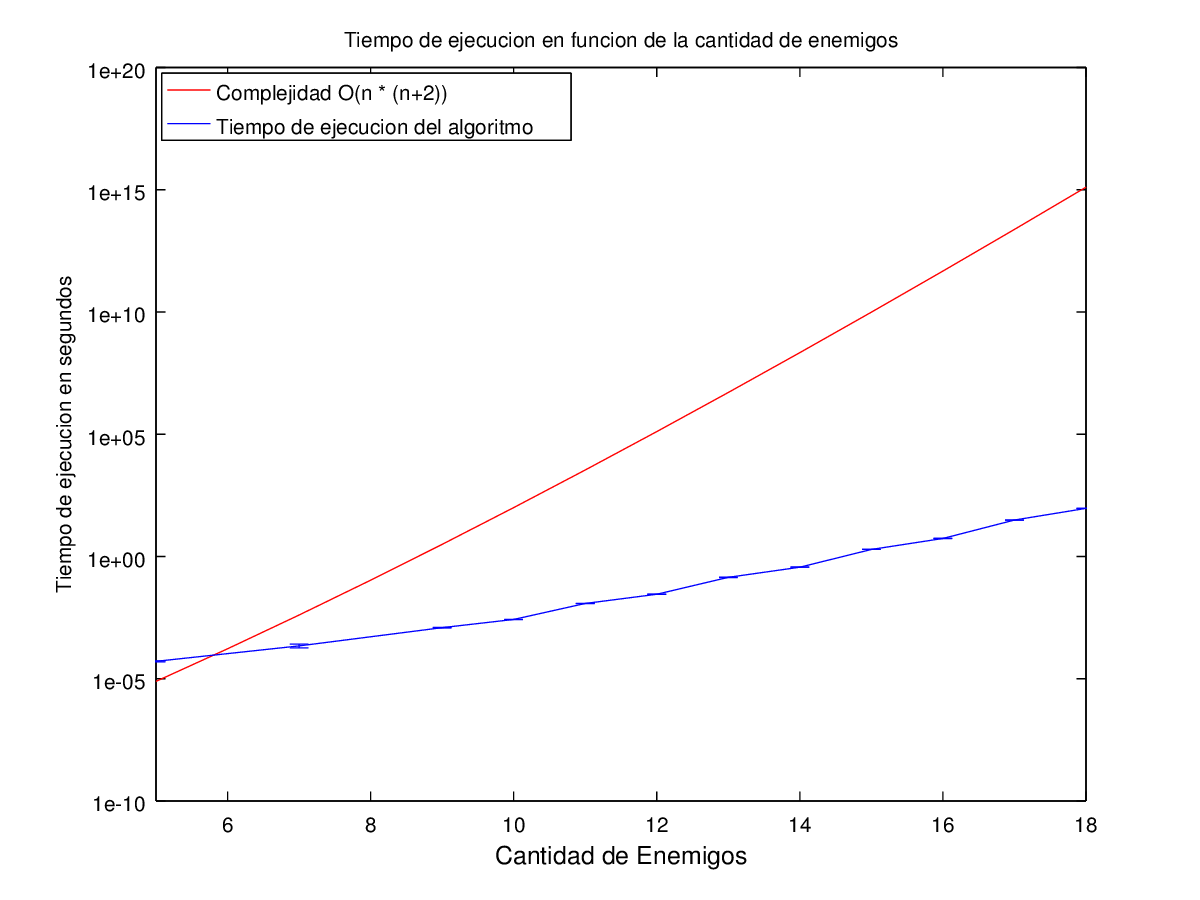 Tiempo de ejecucion en funcion de la cantidad de enemigos
1e+20
1e+15
1e+10
1e+05
1e+00
1e-05
1e-10
Complejidad O(n * (n+2))
Tiempo de ejecucion del algoritmo
Tiempo de ejecucion en segundos
6 8 10 12 14 16 18
Cantidad de Enemigos